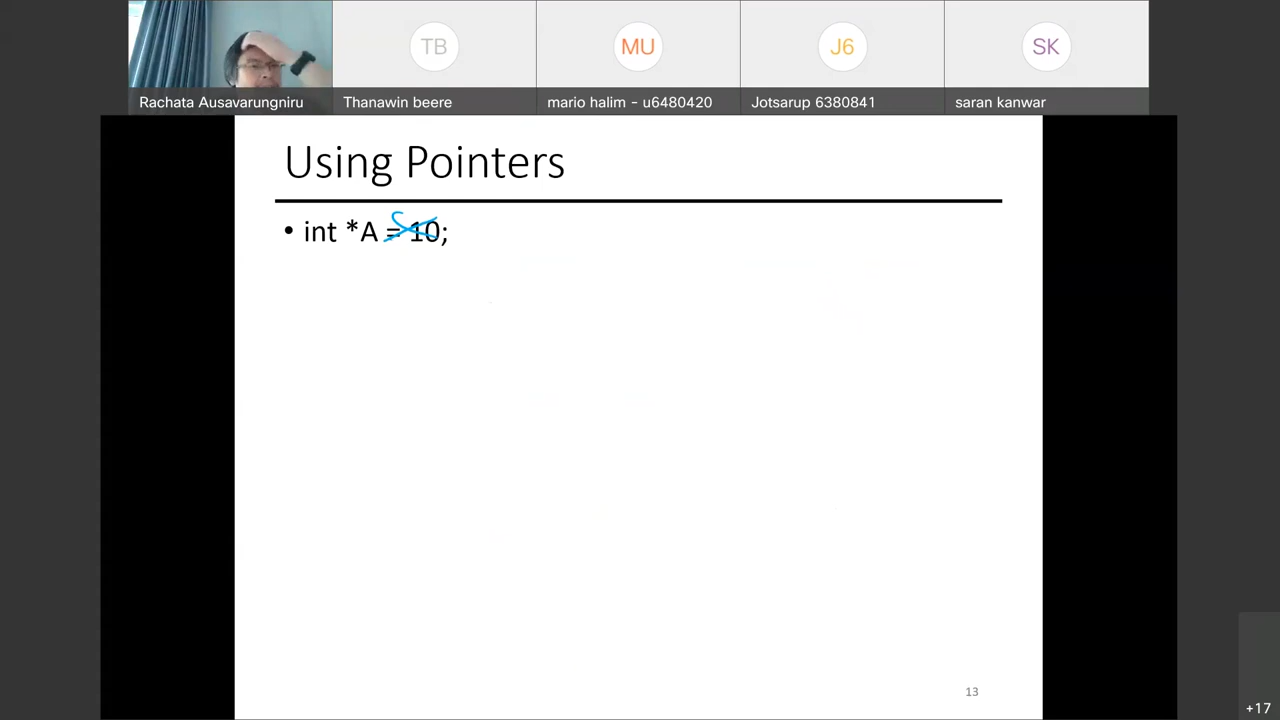 TB
MU
J6
SK
Rachata Ausavarungniru
Thanawin beere
mario halim - u6480420
Jotsarup 6380841
saran kanwar
Using Pointers
• int *A = 10;
13
+17